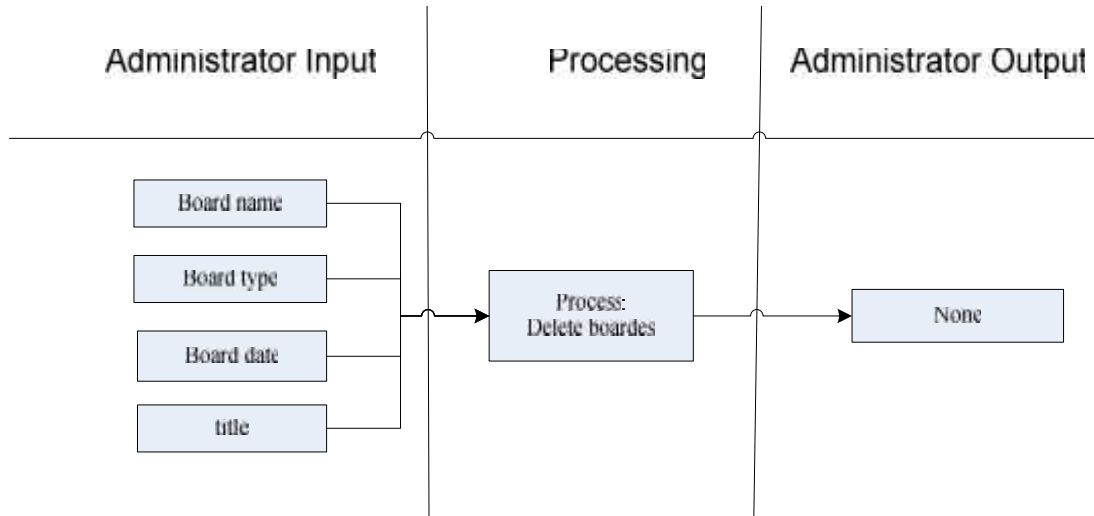 Administrator Input
Processing
Administrator Output
Board name
Board type
Board date
title
Process:
Delete boardes
None